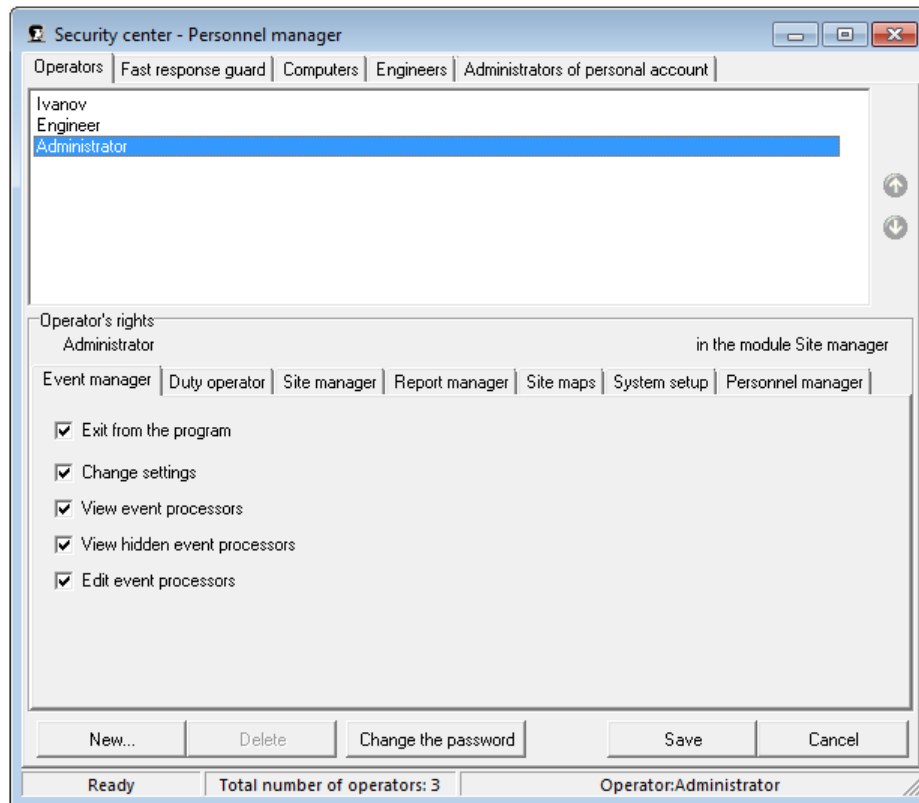 Security center - Personnel manager
Operators Fast response guard Computers Engineers Administrators of personal account
Ivanov
Engineer
Administrator
Operator's rights
Administrator in the module Site manager
Event manager Duty operator Site manager Report manager Site maps System setup Personnel manager
Exit from the program
Change settings
View event processors
View hidden event processors
Edit event processors
New... Delete Change the password Save Cancel
Ready Total number of operators: 3 Operator:Administrator